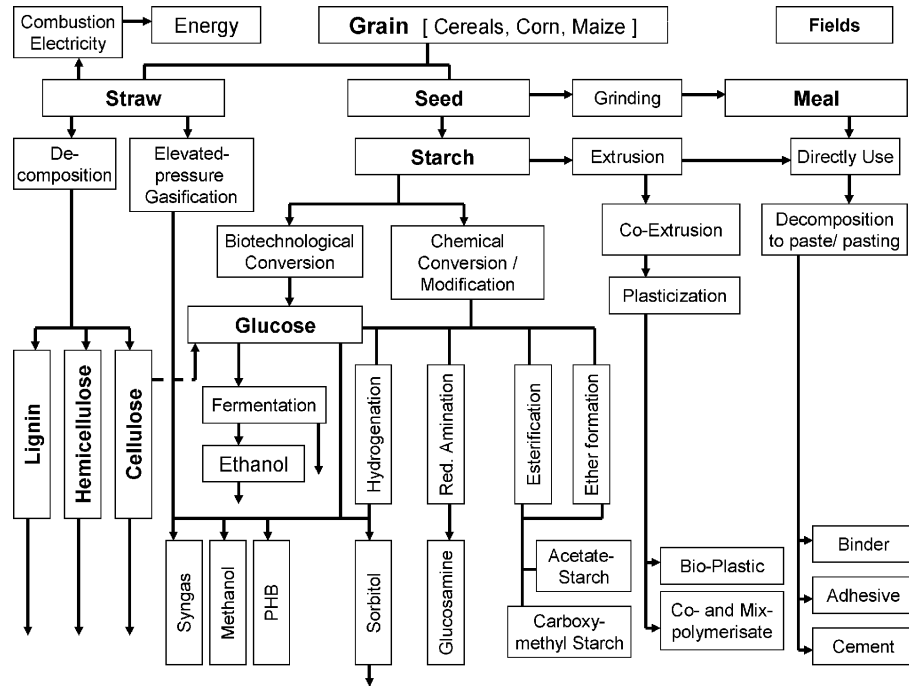 Combustion
Electricity
Energy
Grain [ Cereals, Corn, Maize ]
Fields
Straw
Seed
Grinding
Meal
De-
composition
Elevated-
pressure
Gasification
Starch
Extrusion
Directly Use
Biotechnological
Conversion
Chemical
Conversion /
Modification
Co-Extrusion
Decomposition
to paste/ pasting
Plasticization
Glucose
Lignin
Hemicellulose
Cellulose
Fermentation
Ethanol
Hydrogenation
Red. Amination
Esterification
Ether formation
Syngas
Methanol
PHB
Sorbitol
Glucosamine
Acetate-
Starch
Carboxy-
methyl Starch
Bio-Plastic
Co- and Mix-
polymerisate
Binder
Adhesive
Cement